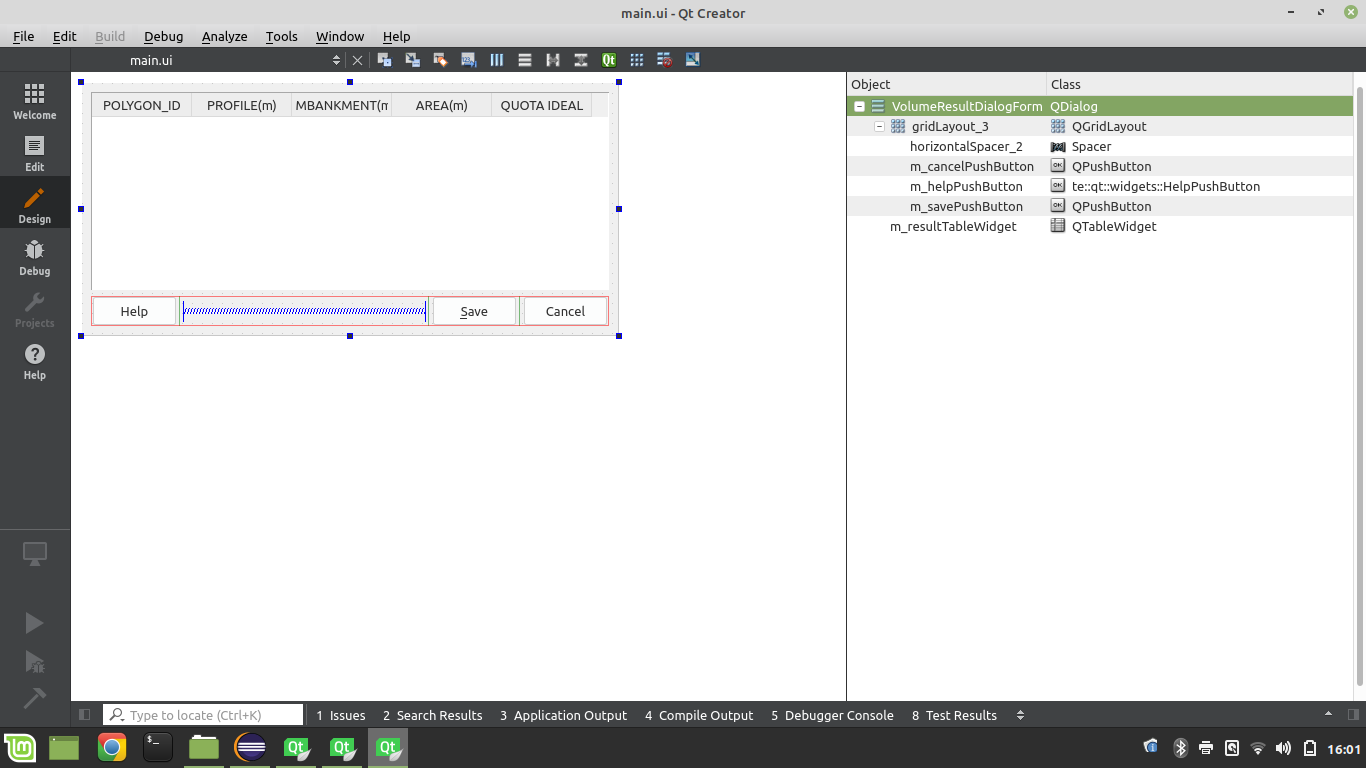 main.ui - Qt Creator
File Edit Build Debug Analyze Tools Window Help
main.ui
Welcome
Edit
Design
Debug
Projects
Help
POLYGON_ID PROFILE(m) MBANKMENT(m AREA(m) QUOTA IDEAL
Help Save Cancel
Object Class
VolumeResultDialogForm QDialog
gridLayout_3 QGridLayout
horizontalSpacer_2 Spacer
m_cancelPushButton QPushButton
m_helpPushButton te::qt::widgets::HelpPushButton
m_savePushButton QPushButton
m_resultTableWidget QTableWidget
Type to locate (Ctrl+K) 1 Issues 2 Search Results 3 Application Output 4 Compile Output 5 Debugger Console 8 Test Results
16:01